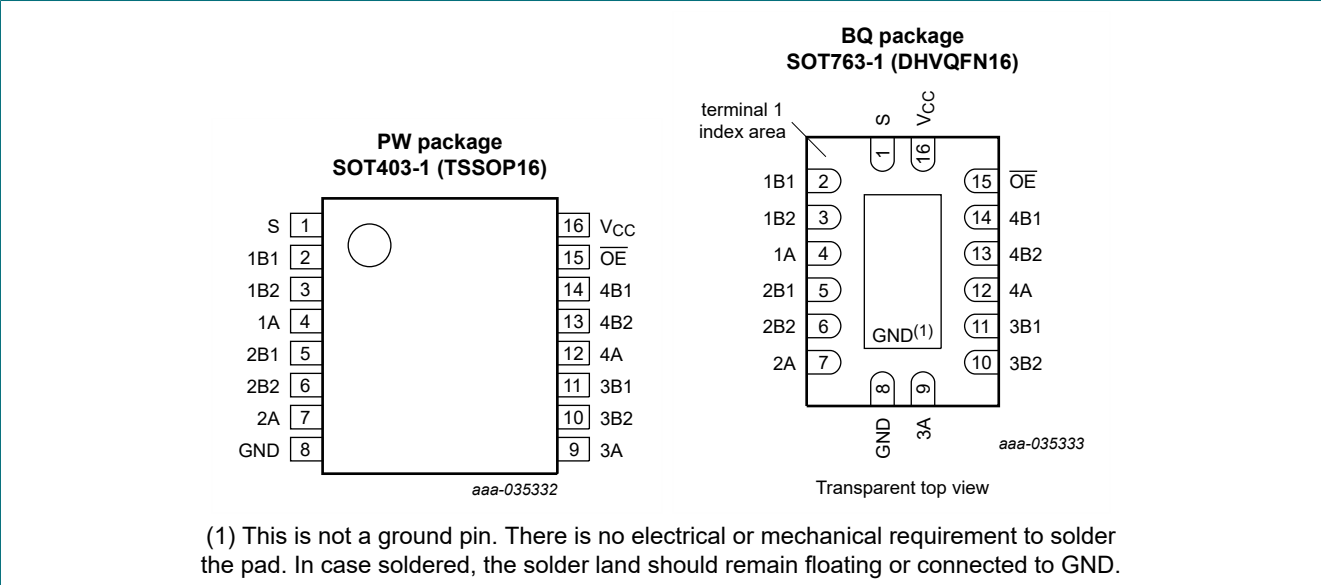 PW package
SOT403-1 (TSSOP16)
S 1
1B1 2
1B2 3
1A 4
2B1 5
2B2 6
2A 7
GND 8
16 VCC
15 O̅E̅
14 4B1
13 4B2
12 4A
11 3B1
10 3B2
9 3A
aaa-035332
BQ package
SOT763-1 (DHVQFN16)
terminal 1
index area
S
VCC
1
16
1B1 2
1B2 3
1A 4
2B1 5
2B2 6
2A 7
15 O̅E̅
14 4B1
13 4B2
12 4A
11 3B1
10 3B2
GND(1)
8
9
GND
3A
aaa-035333
Transparent top view
(1) This is not a ground pin. There is no electrical or mechanical requirement to solder
the pad. In case soldered, the solder land should remain floating or connected to GND.